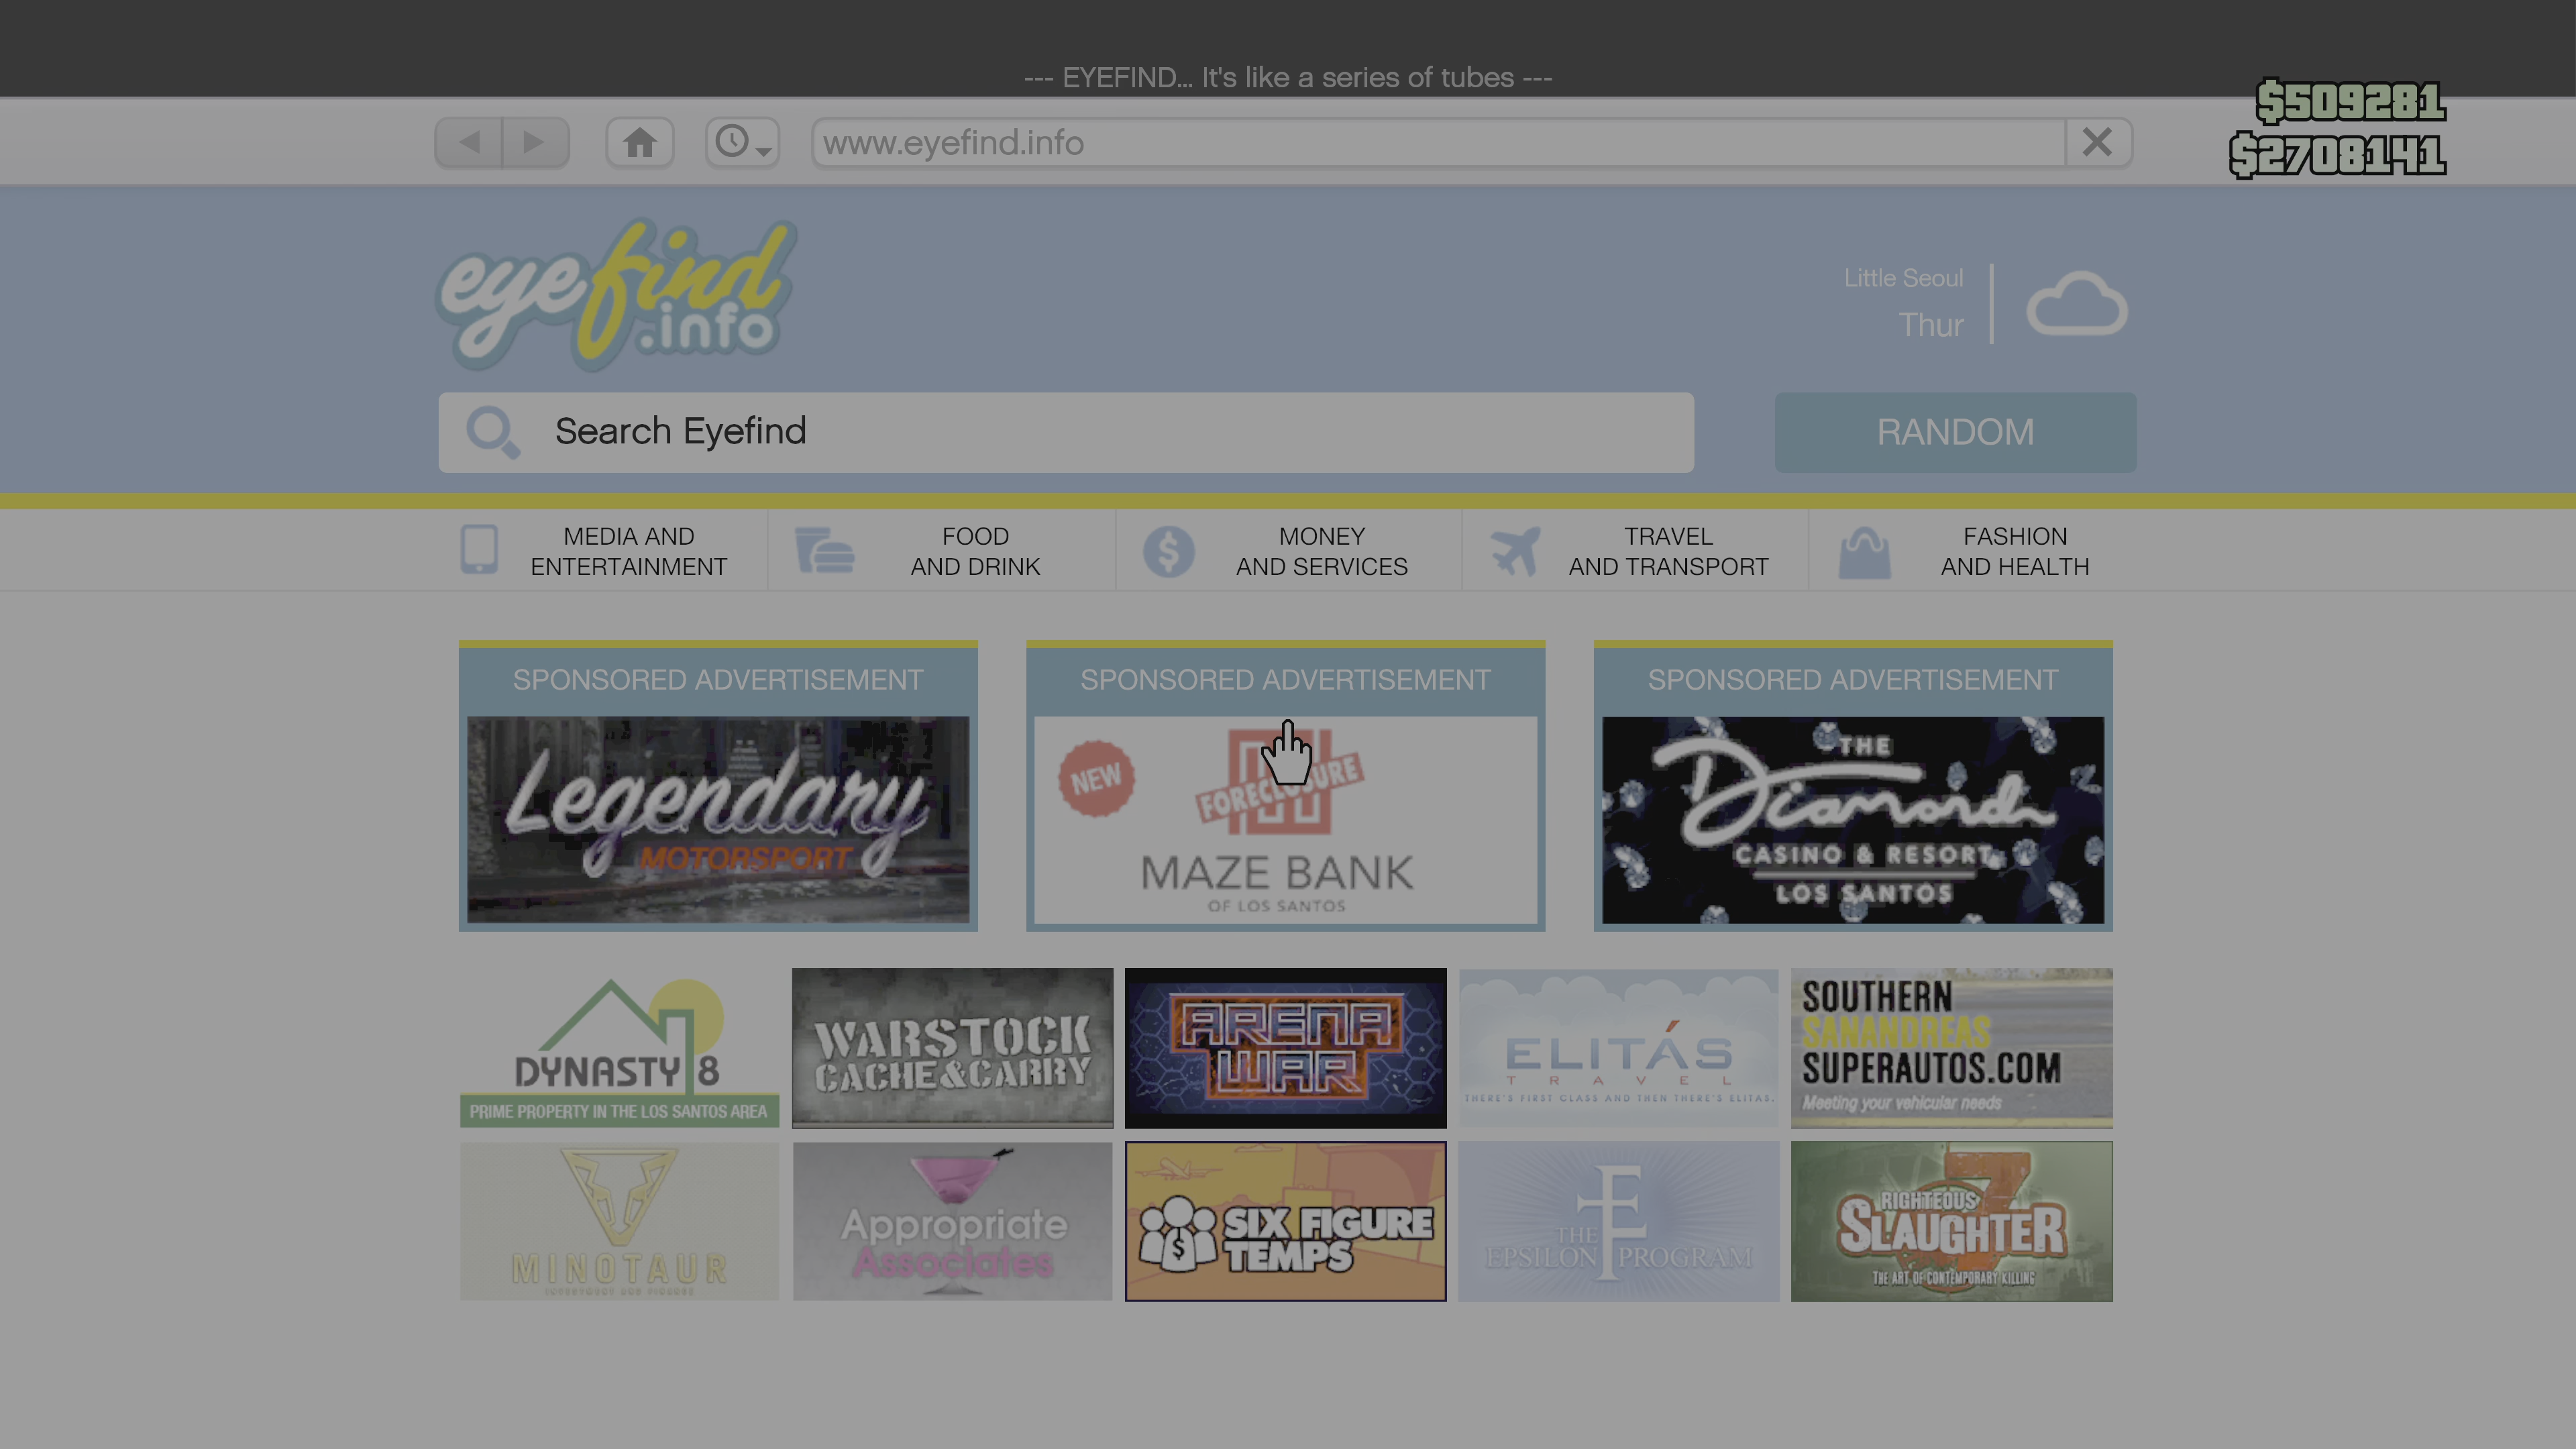 --- EYEFIND... It's like a series of tubes ---
$509281
$2708141
www.eyefind.info
eyefind
.info
Little Seoul
Thur
Search Eyefind
RANDOM
MEDIA AND
ENTERTAINMENT
FOOD
AND DRINK
MONEY
AND SERVICES
TRAVEL
AND TRANSPORT
FASHION
AND HEALTH
SPONSORED ADVERTISEMENT
Legendary
MOTORSPORT
SPONSORED ADVERTISEMENT
NEW
FORECLOSURE
MAZE BANK
OF LOS SANTOS
SPONSORED ADVERTISEMENT
THE
Diamond
CASINO & RESORT
LOS SANTOS
DYNASTY 8
PRIME PROPERTY IN THE LOS SANTOS AREA
WARSTOCK
CACHE&CARRY
ARENA
WAR
ELITÁS
TRAVEL
THERE'S FIRST CLASS AND THEN THERE'S ELITAS.
SOUTHERN
SANANDREAS
SUPERAUTOS.COM
Meeting your vehicular needs
MINOTAUR
INVESTMENT AND FINANCE
Appropriate
Associates
SIX FIGURE
TEMPS
THE
EPSILON PROGRAM
7
RIGHTEOUS
SLAUGHTER
THE ART OF CONTEMPORARY KILLING